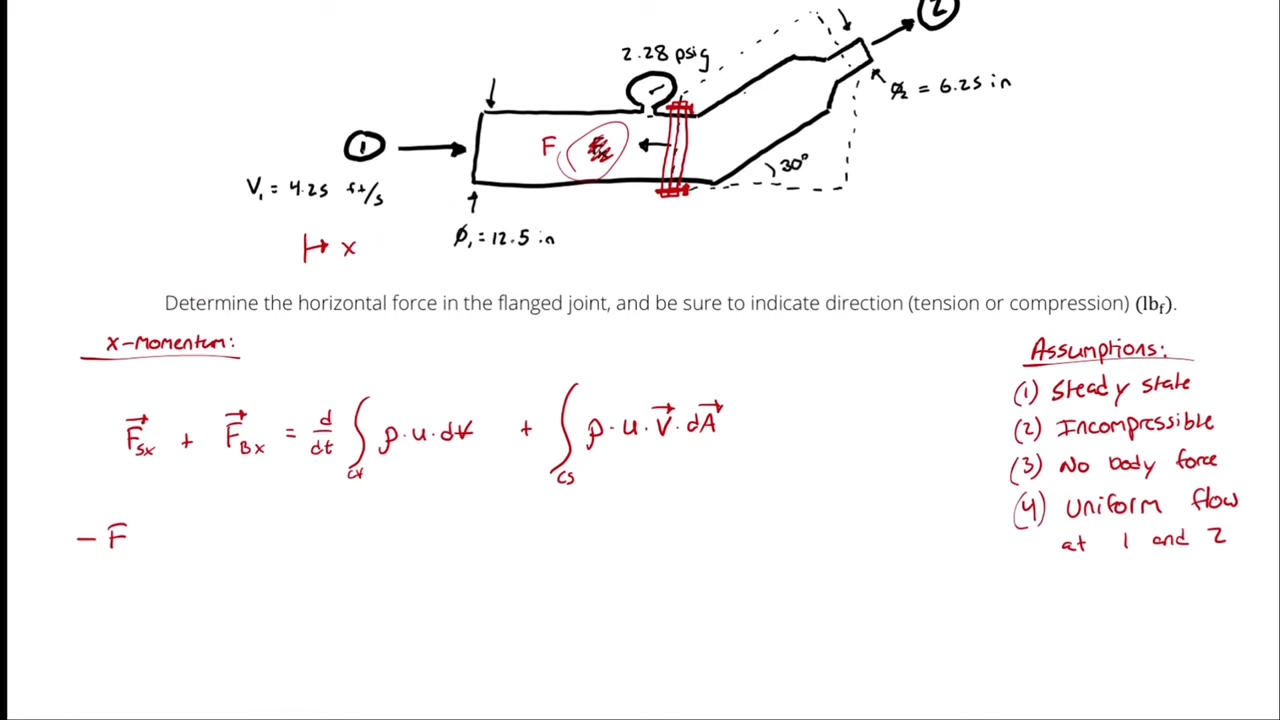 2
2.28 psig
ø₂ = 6.25 in
1
F
30°
V₁ = 4.25 ft/s
ø₁ = 12.5 in
x
Determine the horizontal force in the flanged joint, and be sure to indicate direction (tension or compression) (lbf).
x-Momentum:
Assumptions:
(1) Steady state
(2) Incompressible
(3) No body force
(4) Uniform flow
at 1 and 2
F⃗Sx + F⃗Bx = d/dt ∫CV ρ·u·dV + ∫CS ρ·u·V⃗·dA⃗
− F